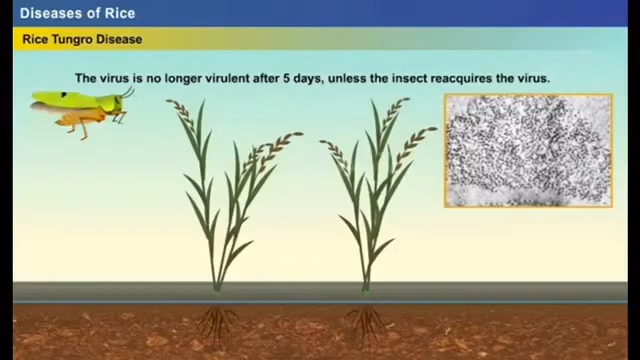 Diseases of Rice
Rice Tungro Disease
The virus is no longer virulent after 5 days, unless the insect reacquires the virus.